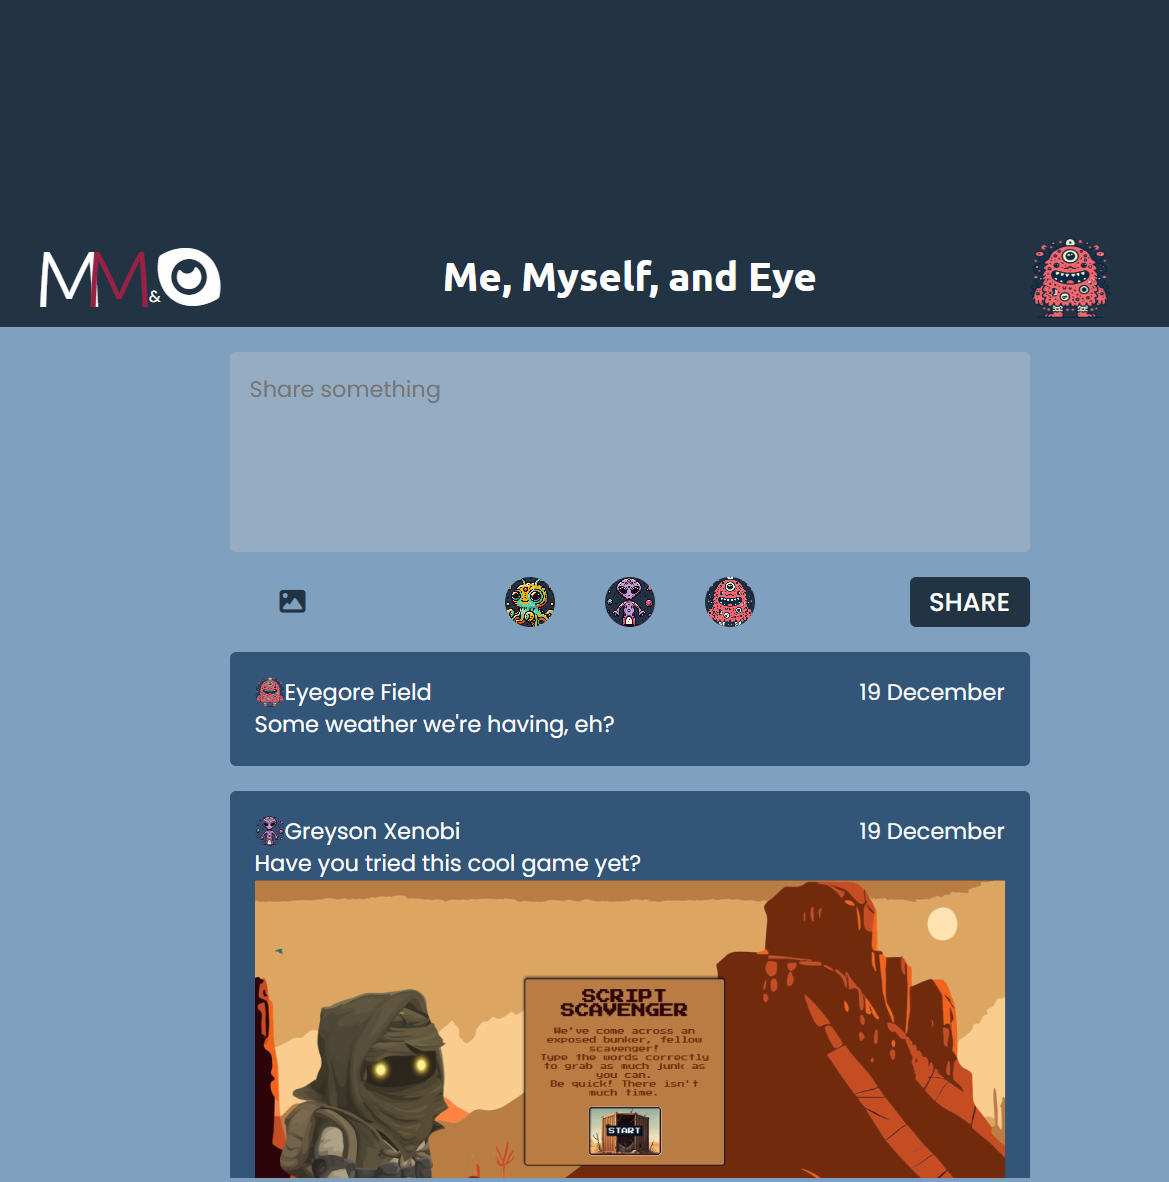 MM&
Me, Myself, and Eye
Share something
SHARE
Eyegore Field
19 December
Some weather we're having, eh?
Greyson Xenobi
19 December
Have you tried this cool game yet?
SCRIPT
SCAVENGER
We've come across an
exposed bunker, fellow
scavenger!
Type the words correctly
to grab as much junk as
you can.
Be quick! There isn't
much time.
START